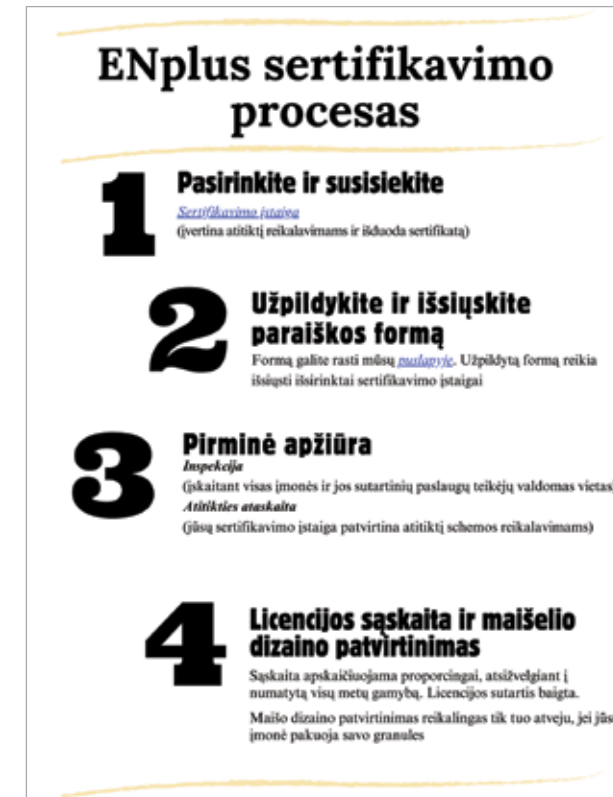 ENplus sertifikavimo
procesas
1
Pasirinkite ir susisiekite
Sertifikavimo įstaiga
(įvertina atitiktį reikalavimams ir išduoda sertifikatą)
2
Užpildykite ir išsiųskite
paraiškos formą
Formą galite rasti mūsų puslapyje. Užpildytą formą reikia
išsiųsti išsirinktai sertifikavimo įstaigai
3
Pirminė apžiūra
Inspekcija
(įskaitant visas įmonės ir jos sutartinių paslaugų teikėjų valdomas vietas)
Atitikties ataskaita
(jūsų sertifikavimo įstaiga patvirtina atitiktį schemos reikalavimams)
4
Licencijos sąskaita ir maišelio
dizaino patvirtinimas
Sąskaita apskaičiuojama proporcingai, atsižvelgiant į
numatytą visų metų gamybą. Licencijos sutartis baigta.
Maišo dizaino patvirtinimas reikalingas tik tuo atveju, jei jūs
įmonė pakuoja savo granules